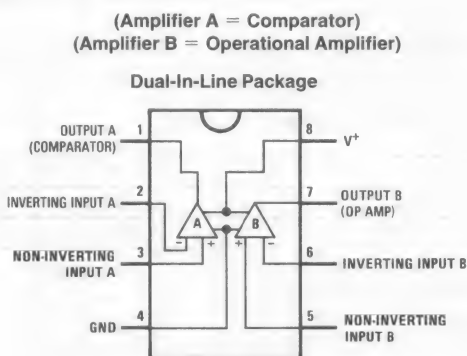 (Amplifier A = Comparator)
(Amplifier B = Operational Amplifier)
Dual-In-Line Package
OUTPUT A
(COMPARATOR)
1
8
V+
INVERTING INPUT A
2
7
OUTPUT B
(OP AMP)
A
B
NON-INVERTING
INPUT A
3
- +
+ -
6
INVERTING INPUT B
GND
4
5
NON-INVERTING
INPUT B